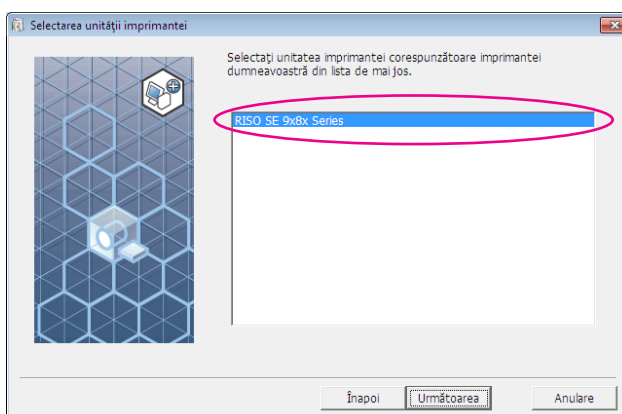 Selectarea unității imprimantei
Selectați unitatea imprimantei corespunzătoare imprimantei
dumneavoastră din lista de mai jos.
RISO SE 9x8x Series
Înapoi
Următoarea
Anulare